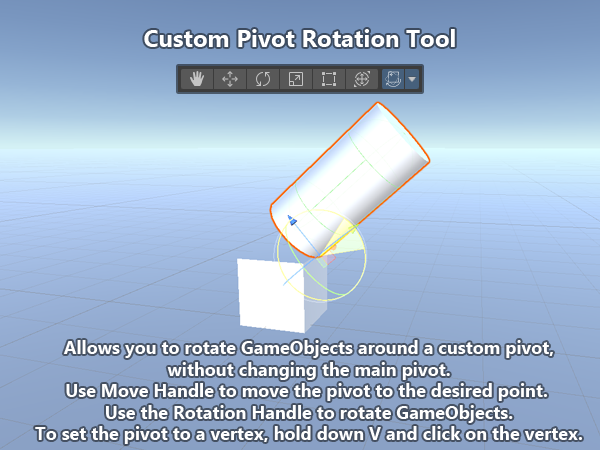 Custom Pivot Rotation Tool
Allows you to rotate GameObjects around a custom pivot,
without changing the main pivot.
Use Move Handle to move the pivot to the desired point.
Use the Rotation Handle to rotate GameObjects.
To set the pivot to a vertex, hold down V and click on the vertex.